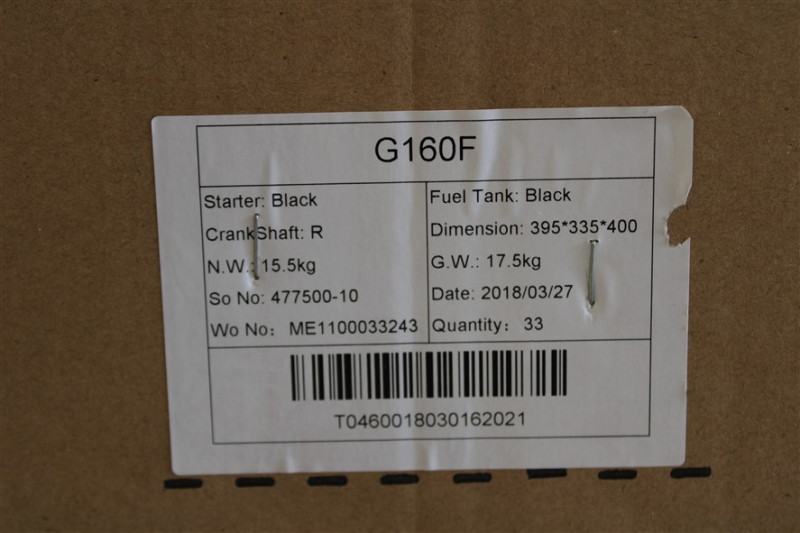 G160F
Starter: Black
Fuel Tank: Black
CrankShaft: R
Dimension: 395*335*400
N.W.: 15.5kg
G.W.: 17.5kg
So No: 477500-10
Date: 2018/03/27
Wo No: ME1100033243
Quantity: 33
T0460018030162021